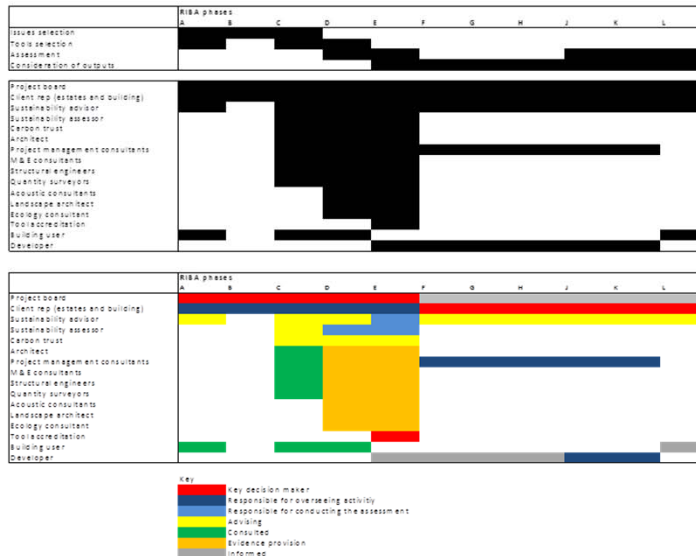 RIBA phases
A B C D E F G H J K L
Issues selection
Tools selection
Assessment
Consideration of outputs
Project board
Client rep (estates and building)
Sustainability advisor
Sustainability assessor
Carbon trust
Architect
Project management consultants
M&E consultants
Structural engineers
Quantity surveyors
Acoustic consultants
Landscape architect
Ecology consultant
Tool accreditation
Building user
Developer
RIBA phases
A B C D E F G H J K L
Project board
Client rep (estates and building)
Sustainability advisor
Sustainability assessor
Carbon trust
Architect
Project management consultants
M&E consultants
Structural engineers
Quantity surveyors
Acoustic consultants
Landscape architect
Ecology consultant
Tool accreditation
Building user
Developer
Key
Key decision maker
Responsible for overseeing activitiy
Responsible for conducting the assessment
Advising
Consulted
Evidence provision
Informed